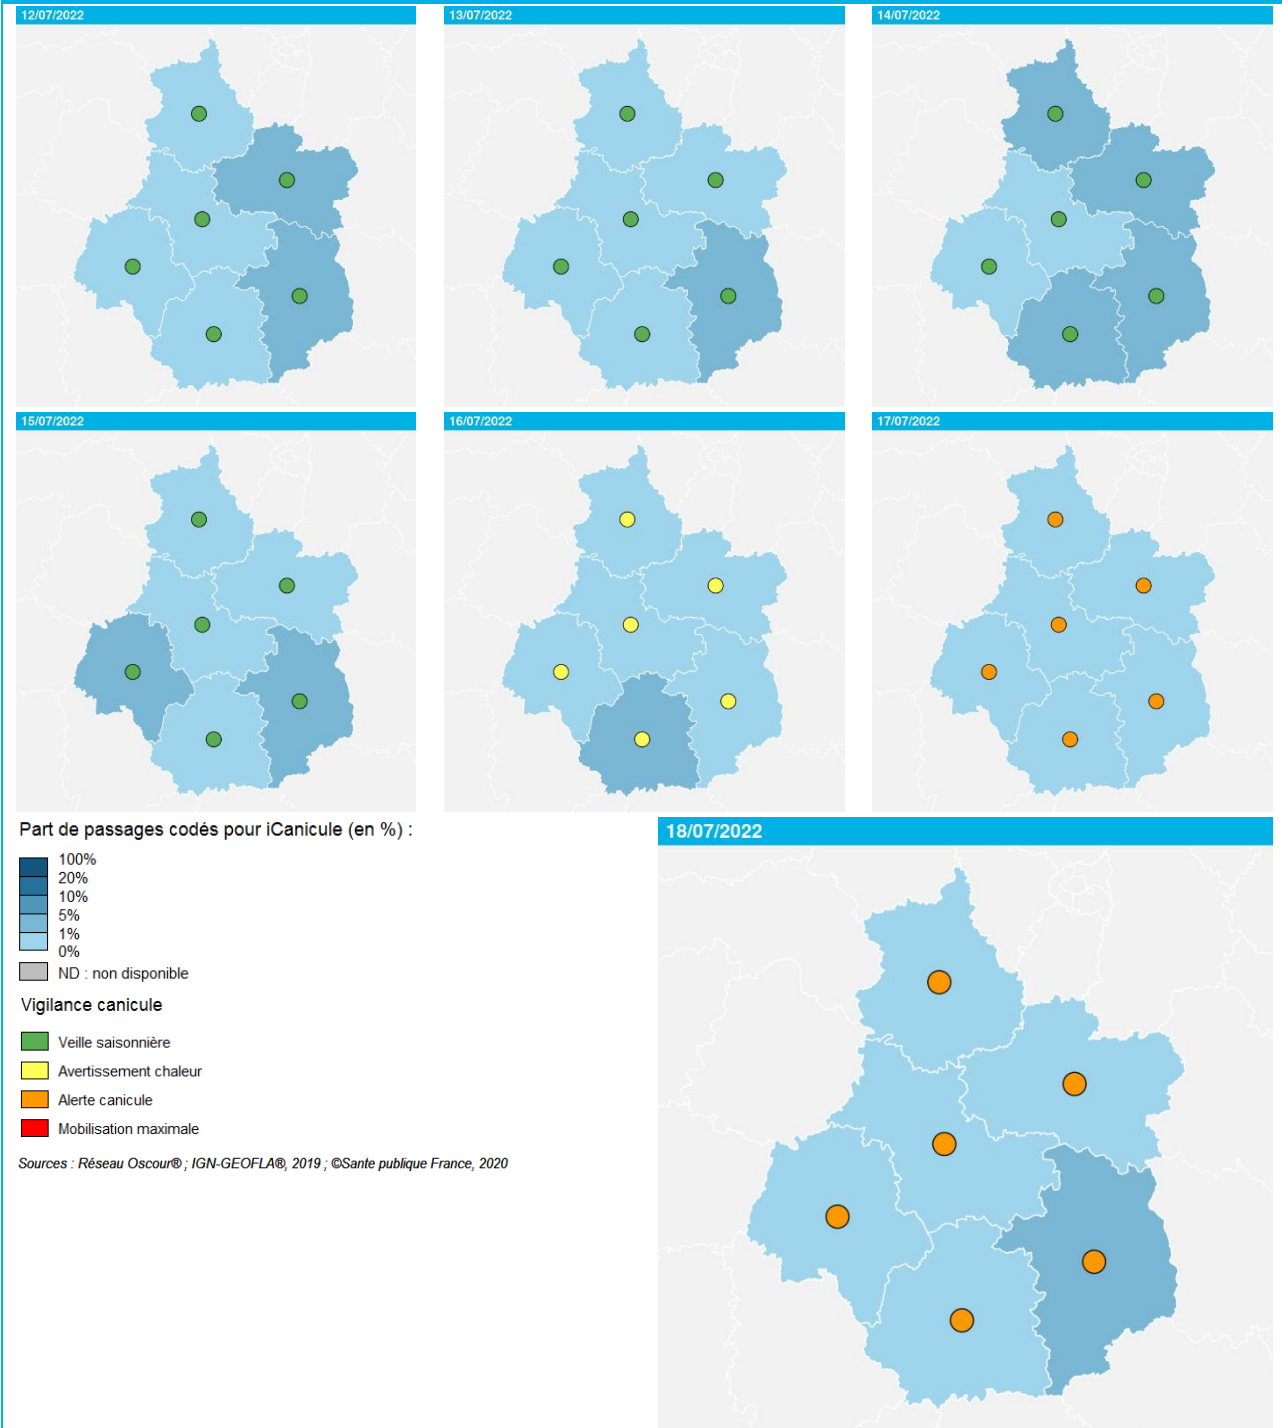 12/07/2022
13/07/2022
14/07/2022
15/07/2022
16/07/2022
17/07/2022
Part de passages codés pour iCanicule (en %) :
100%
20%
10%
5%
1%
0%
ND : non disponible
Vigilance canicule
Veille saisonnière
Avertissement chaleur
Alerte canicule
Mobilisation maximale
Sources : Réseau Oscour® ; IGN-GEOFLA®, 2019 ; ©Sante publique France, 2020
18/07/2022